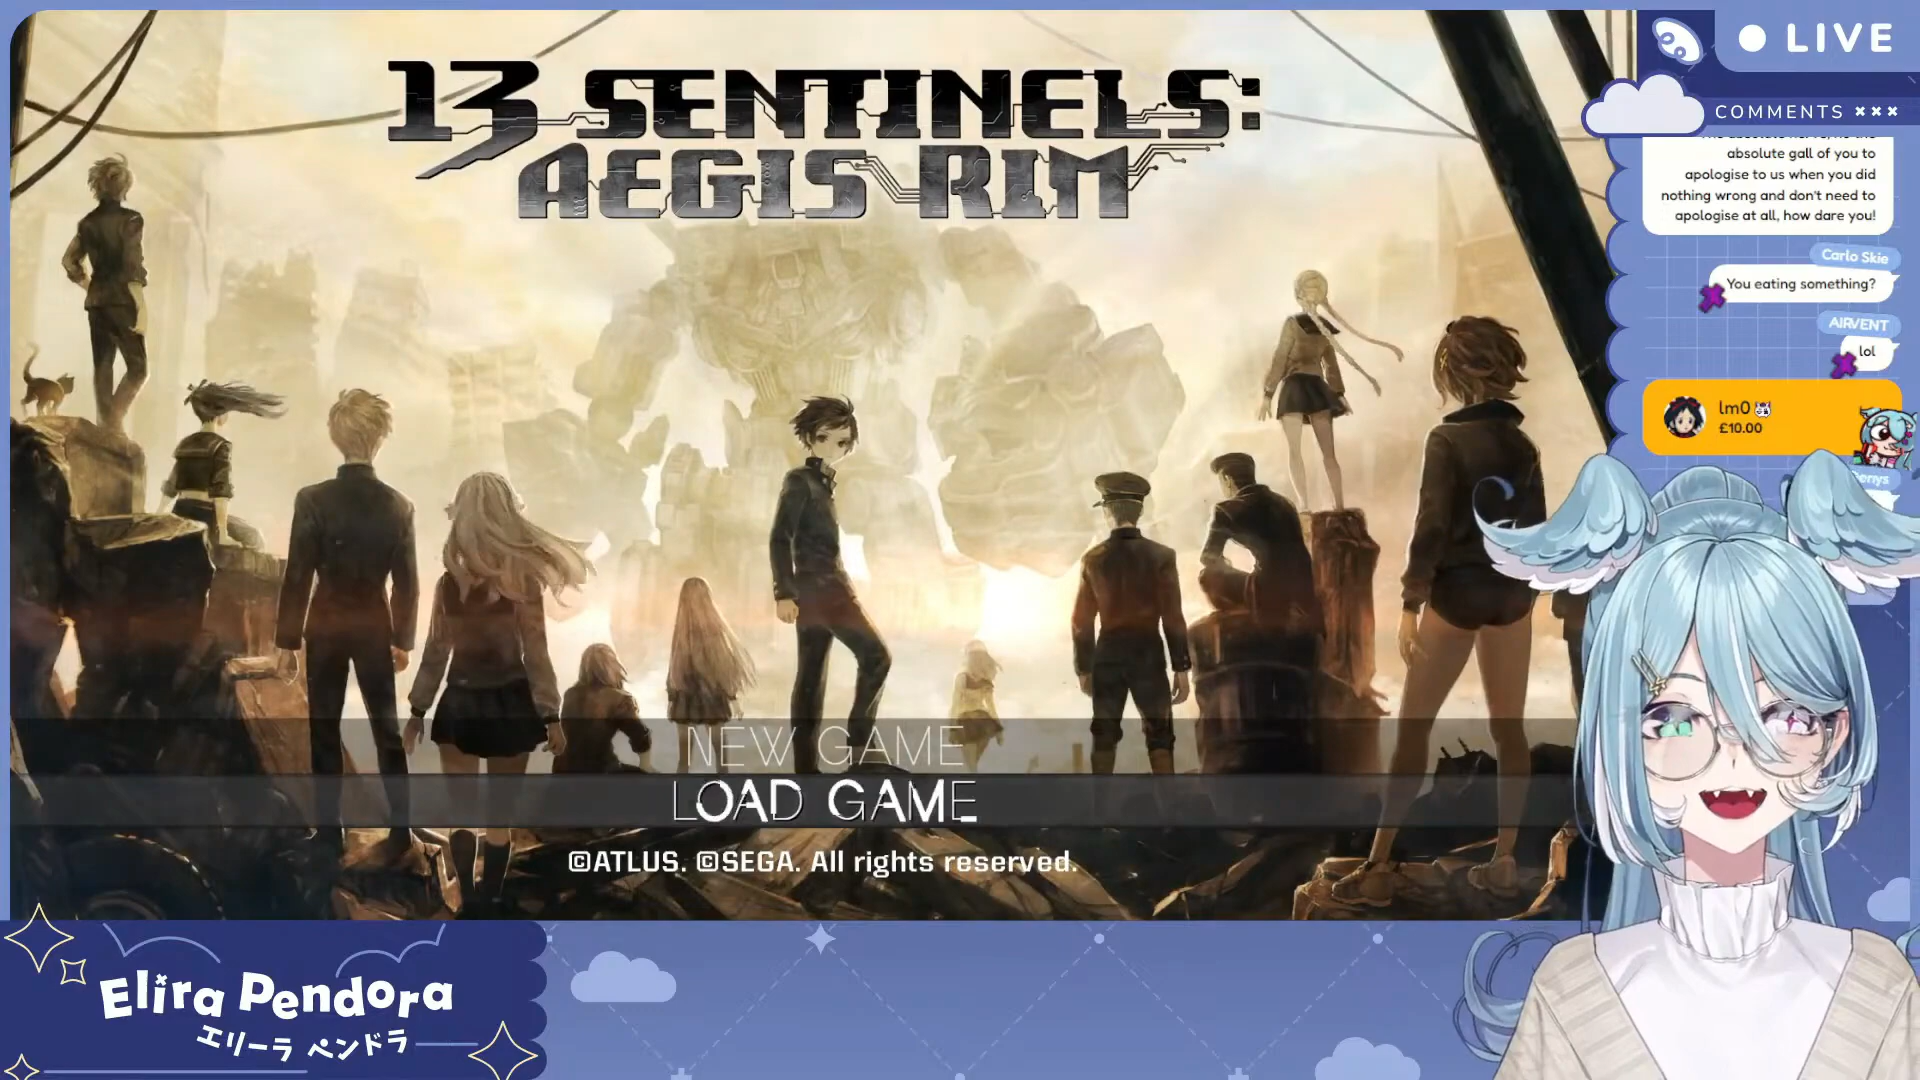 13 SENTINELS:
AEGIS RIM
NEW GAME
LOAD GAME
©ATLUS. ©SEGA. All rights reserved.
LIVE
COMMENTS
absolute gall of you to
apologise to us when you did
nothing wrong and don't need to
apologise at all, how dare you!
Carlo Skie
You eating something?
AIRVENT
lol
lm0
£10.00
Elira Pendora
エリーラ ペンドラ